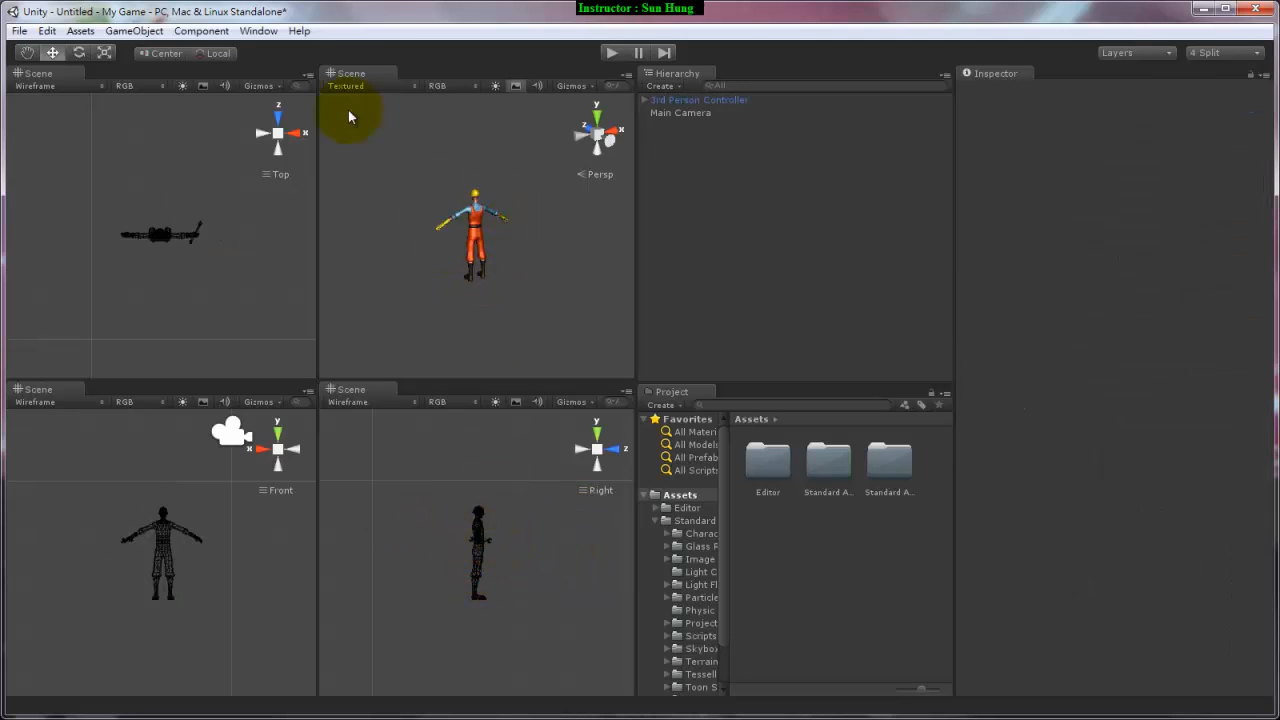 Instructor : Sun Hung
Unity - Untitled - My Game - PC, Mac & Linux Standalone*
File Edit Assets GameObject Component Window Help
Center Local Layers 4 Split
Scene
Wireframe RGB Gizmos
z
x
Top
Scene
Textured RGB Gizmos
y
z x
Persp
Hierarchy
Create All
3rd Person Controller
Main Camera
Inspector
Scene
Wireframe RGB Gizmos
y
x
Front
Scene
Wireframe RGB Gizmos
y
z
Right
Project
Create
Favorites
All Materi
All Models
All Prefab
All Scripts
Assets
Editor
Standard
Charac
Glass R
Image
Light C
Light Fl
Particle
Physic
Project
Scripts
Skybox
Terrain
Tessell
Toon S
Assets
Editor Standard A... Standard A...